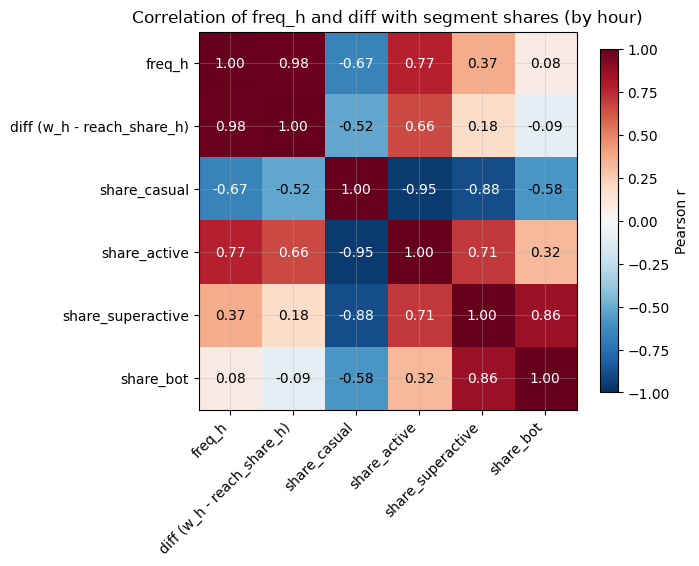 Correlation of freq_h and diff with segment shares (by hour)
freq_h 1.00 0.98 -0.67 0.77 0.37 0.08
diff (w_h - reach_share_h) 0.98 1.00 -0.52 0.66 0.18 -0.09
share_casual -0.67 -0.52 1.00 -0.95 -0.88 -0.58
share_active 0.77 0.66 -0.95 1.00 0.71 0.32
share_superactive 0.37 0.18 -0.88 0.71 1.00 0.86
share_bot 0.08 -0.09 -0.58 0.32 0.86 1.00
freq_h
diff (w_h - reach_share_h)
share_casual
share_active
share_superactive
share_bot
1.00
0.75
0.50
0.25
0.00
−0.25
−0.50
−0.75
−1.00
Pearson r